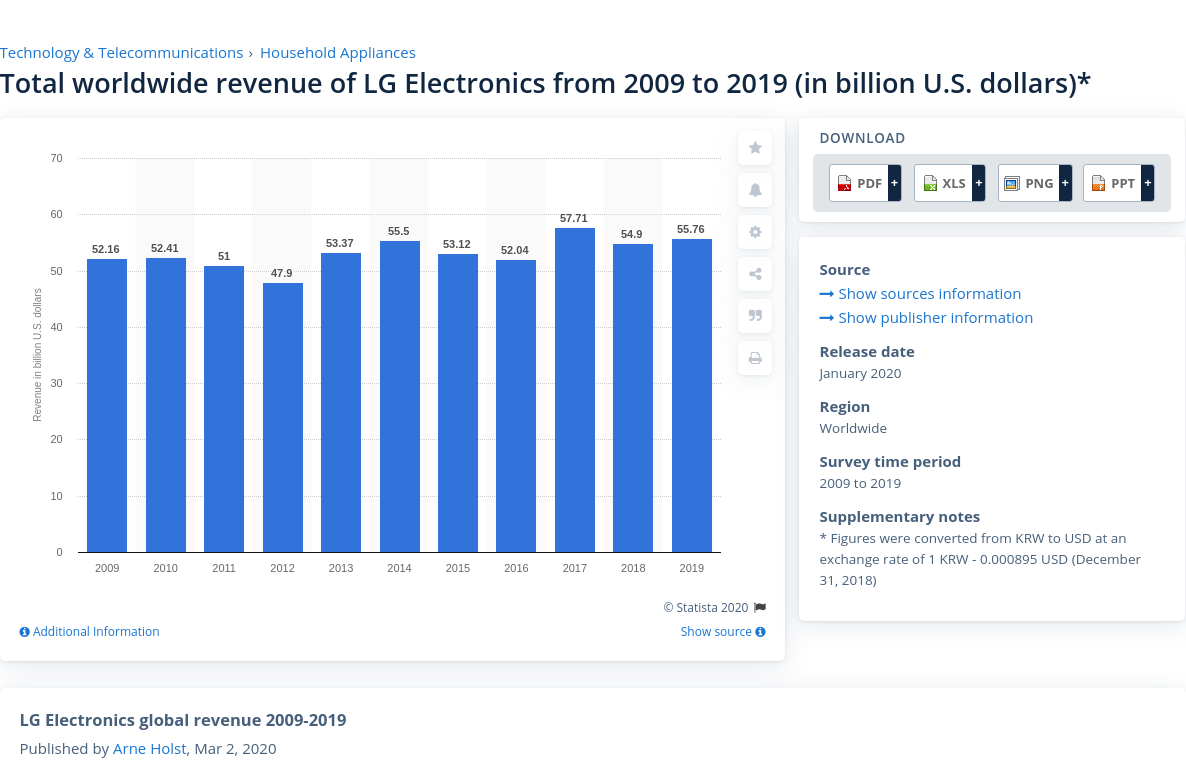 Technology & Telecommunications › Household Appliances
Total worldwide revenue of LG Electronics from 2009 to 2019 (in billion U.S. dollars)*
70
60
50
40
30
20
10
0
Revenue in billion U.S. dollars
52.16
52.41
51
47.9
53.37
55.5
53.12
52.04
57.71
54.9
55.76
2009
2010
2011
2012
2013
2014
2015
2016
2017
2018
2019
© Statista 2020
Additional Information
Show source
DOWNLOAD
PDF + XLS + PNG + PPT +
Source
Show sources information
Show publisher information
Release date
January 2020
Region
Worldwide
Survey time period
2009 to 2019
Supplementary notes
* Figures were converted from KRW to USD at an
exchange rate of 1 KRW - 0.000895 USD (December
31, 2018)
LG Electronics global revenue 2009-2019
Published by Arne Holst, Mar 2, 2020